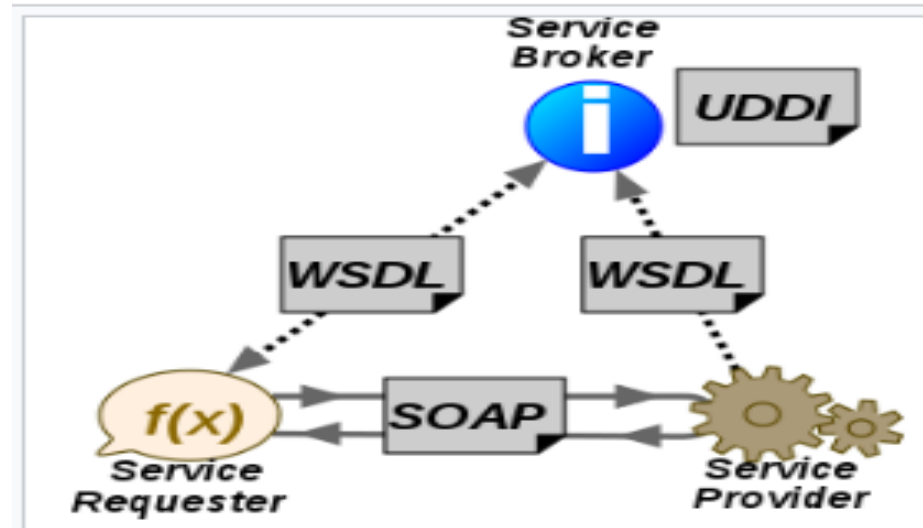 Service
Broker
i
UDDI
WSDL
WSDL
f(x)
SOAP
Service
Requester
Service
Provider